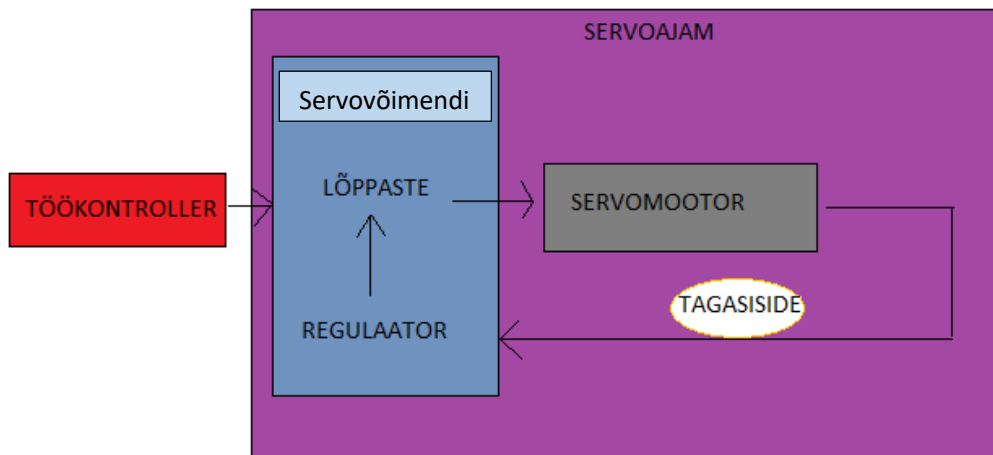 SERVOAJAM
Servovõimendi
TÖÖKONTROLLER
LÕPPASTE
SERVOMOOTOR
REGULAATOR
TAGASISIDE